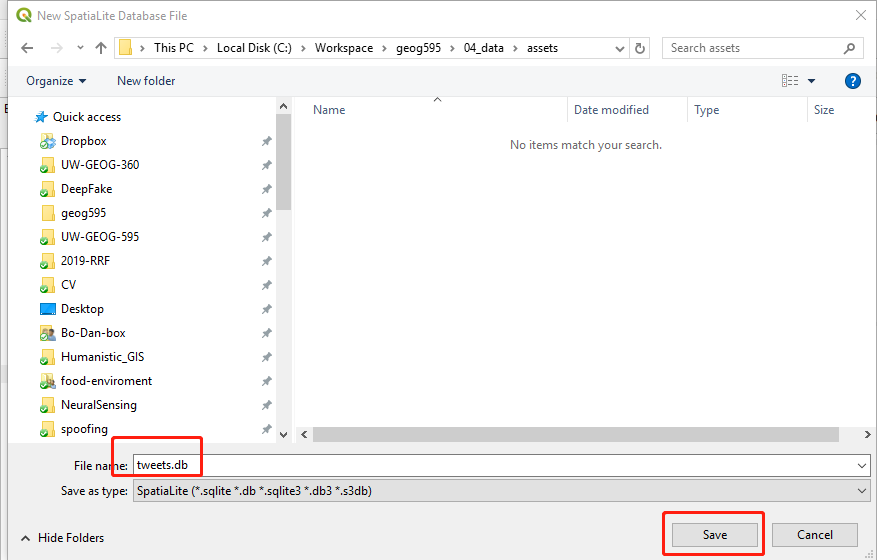 New SpatiaLite Database File
This PC > Local Disk (C:) > Workspace > geog595 > 04_data > assets
Search assets
Organize
New folder
?
Name
Date modified
Type
Size
No items match your search.
Quick access
Dropbox
UW-GEOG-360
DeepFake
geog595
UW-GEOG-595
2019-RRF
CV
Desktop
Bo-Dan-box
Humanistic_GIS
food-enviroment
NeuralSensing
spoofing
File name: tweets.db
Save as type: SpatiaLite (*.sqlite *.db *.sqlite3 *.db3 *.s3db)
Hide Folders
Save
Cancel